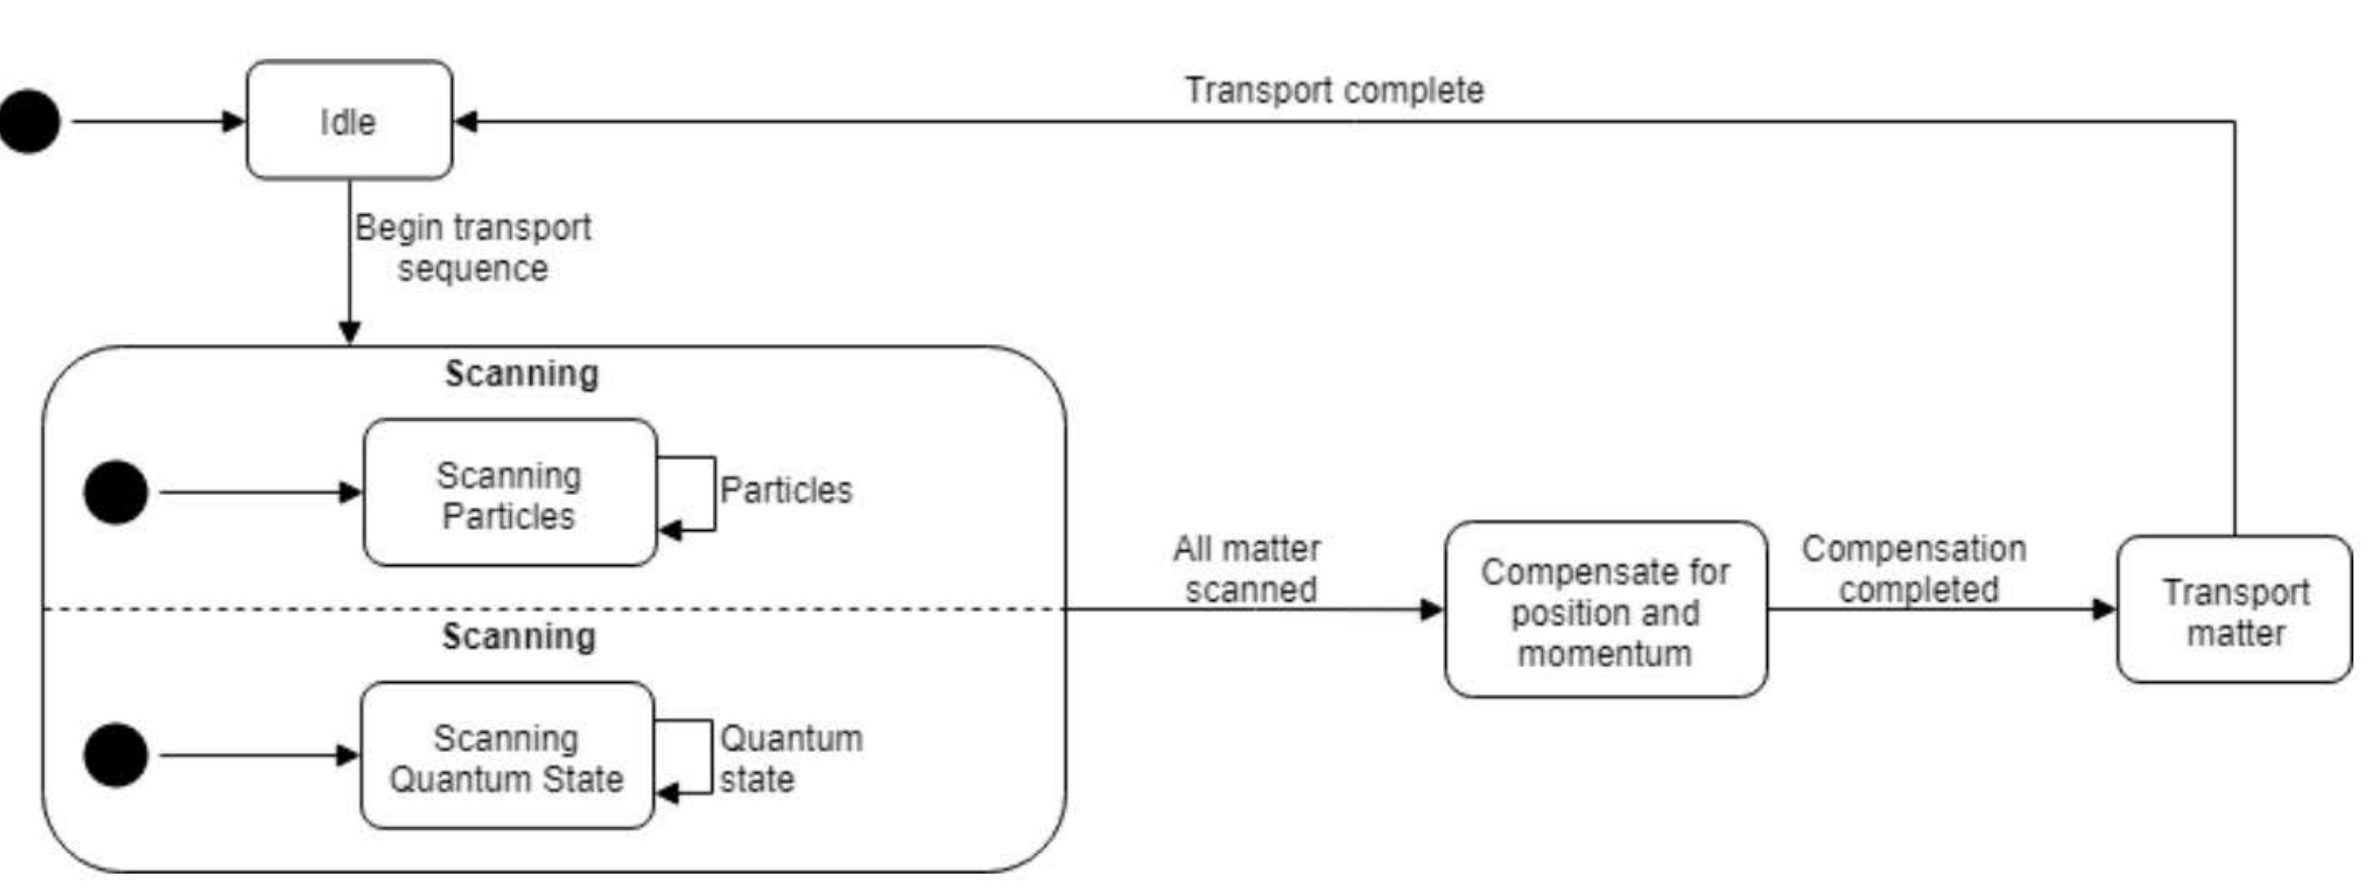 Transport complete
Idle
Begin transport
sequence
Scanning
Scanning
Particles
Particles
All matter
scanned
Compensate for
position and
momentum
Compensation
completed
Transport
matter
Scanning
Scanning
Quantum State
Quantum
state